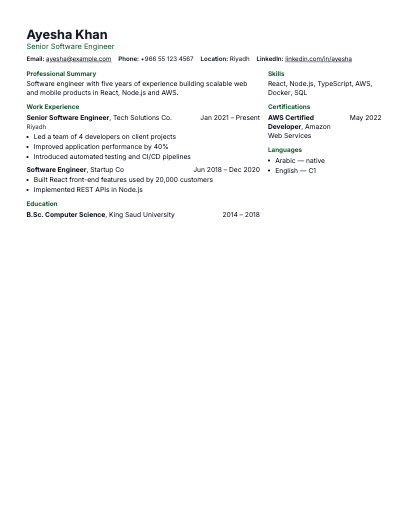 Ayesha Khan
Senior Software Engineer
Email: ayesha@example.com Phone: +966 55 123 4567 Location: Riyadh LinkedIn: linkedin.com/in/ayesha
Professional Summary
Software engineer with five years of experience building scalable web
and mobile products in React, Node.js and AWS.
Work Experience
Senior Software Engineer, Tech Solutions Co. Jan 2021 – Present
Riyadh
• Led a team of 4 developers on client projects
• Improved application performance by 40%
• Introduced automated testing and CI/CD pipelines
Software Engineer, Startup Co Jun 2018 – Dec 2020
• Built React front-end features used by 20,000 customers
• Implemented REST APIs in Node.js
Education
B.Sc. Computer Science, King Saud University 2014 – 2018
Skills
React, Node.js, TypeScript, AWS,
Docker, SQL
Certifications
AWS Certified May 2022
Developer, Amazon
Web Services
Languages
• Arabic — native
• English — C1